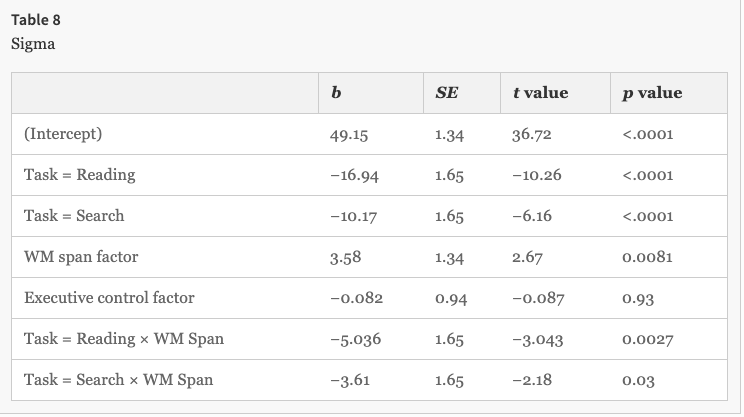 Table 8
Sigma
b SE t value p value
(Intercept) 49.15 1.34 36.72 <.0001
Task = Reading −16.94 1.65 −10.26 <.0001
Task = Search −10.17 1.65 −6.16 <.0001
WM span factor 3.58 1.34 2.67 0.0081
Executive control factor −0.082 0.94 −0.087 0.93
Task = Reading × WM Span −5.036 1.65 −3.043 0.0027
Task = Search × WM Span −3.61 1.65 −2.18 0.03